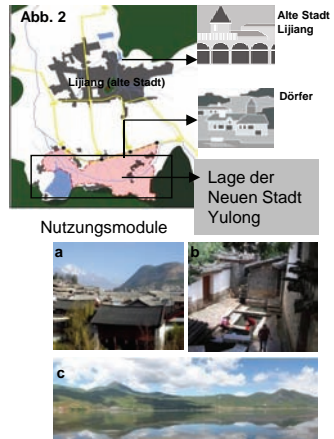 Abb. 2
Alte Stadt
Lijiang
Lijiang (alte Stadt)
Dörfer
Lage der
Neuen Stadt
Yulong
Nutzungsmodule
a
b
c